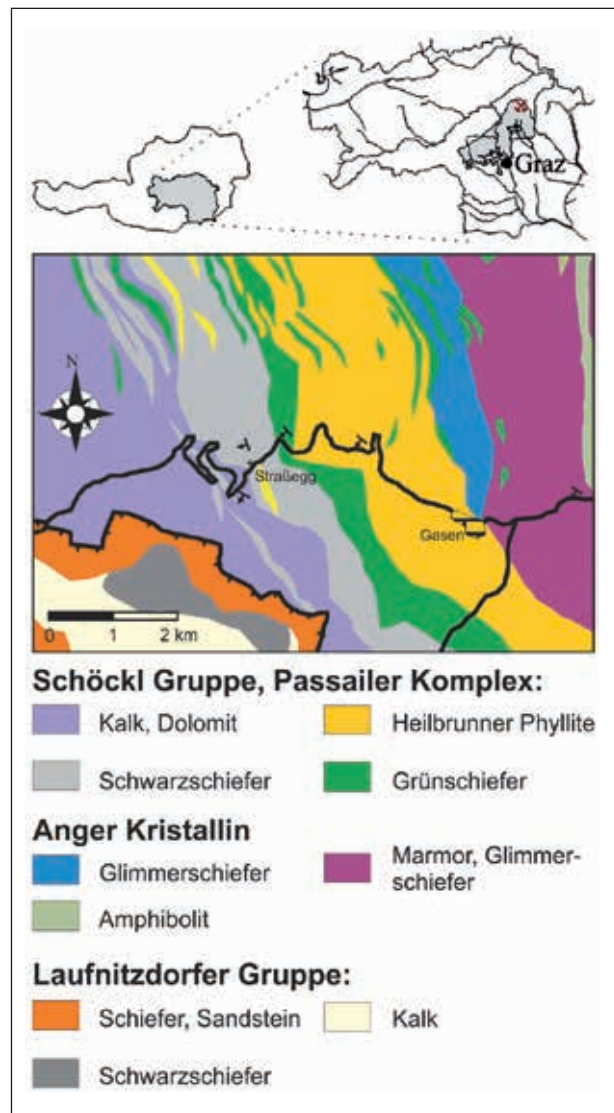 Graz
N
Straßegg
Gasen
0 1 2 km
Schöckl Gruppe, Passailer Komplex:
Kalk, Dolomit
Heilbrunner Phyllite
Schwarzschiefer
Grünschiefer
Anger Kristallin
Glimmerschiefer
Marmor, Glimmer-
schiefer
Amphibolit
Laufnitzdorfer Gruppe:
Schiefer, Sandstein
Kalk
Schwarzschiefer